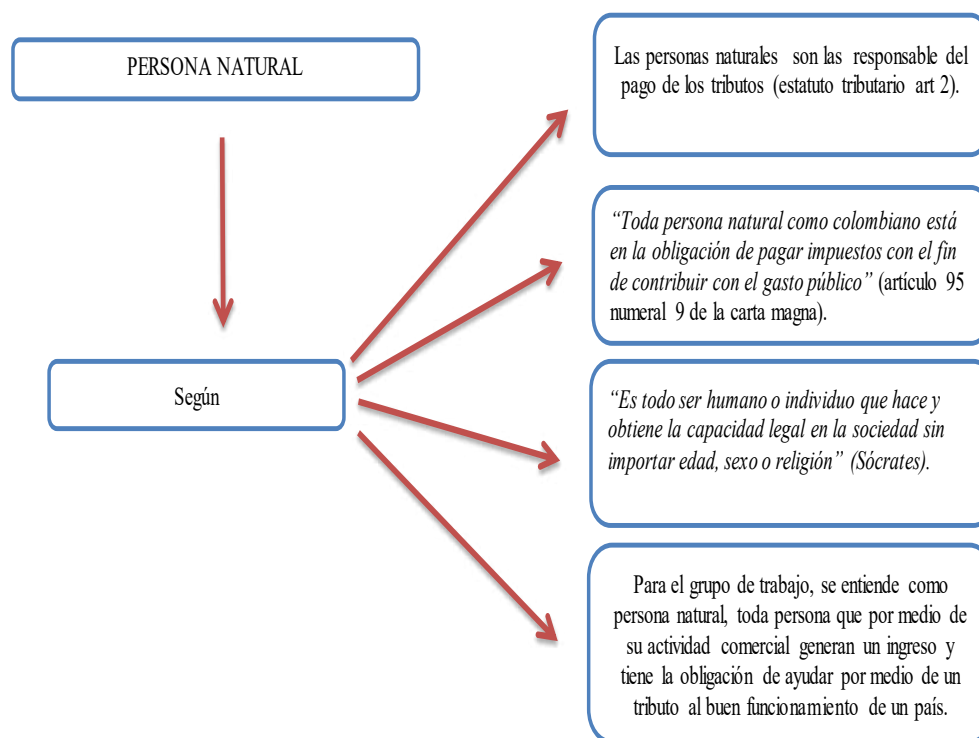 PERSONA NATURAL
Según
Las personas naturales son las responsable del
pago de los tributos (estatuto tributario art 2).
“Toda persona natural como colombiano está
en la obligación de pagar impuestos con el fin
de contribuir con el gasto público” (artículo 95
numeral 9 de la carta magna).
“Es todo ser humano o individuo que hace y
obtiene la capacidad legal en la sociedad sin
importar edad, sexo o religión” (Sócrates).
Para el grupo de trabajo, se entiende como
persona natural, toda persona que por medio de
su actividad comercial generan un ingreso y
tiene la obligación de ayudar por medio de un
tributo al buen funcionamiento de un país.